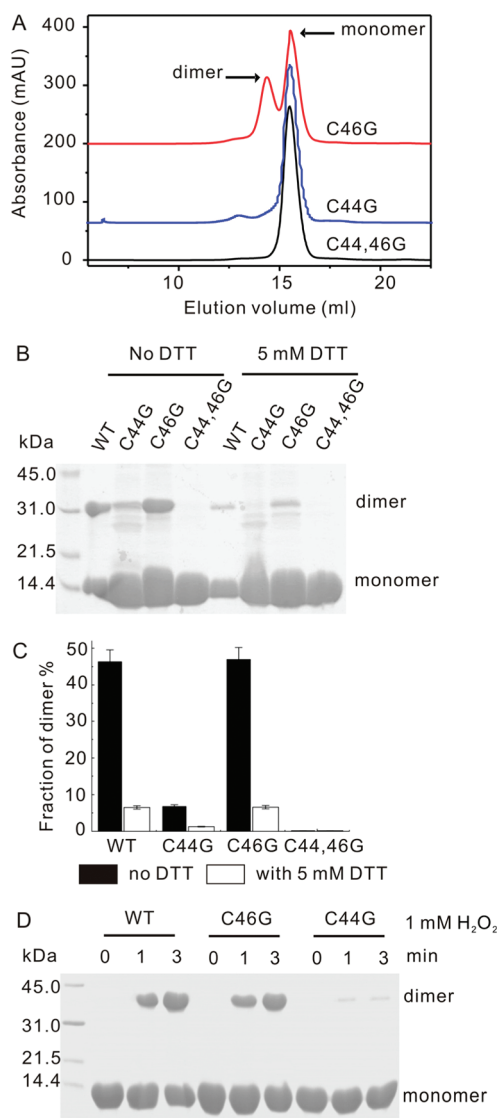 A
Absorbance (mAU)
400
300
200
100
0
dimer
monomer
C46G
C44G
C44,46G
10 15 20
Elution volume (ml)
B
No DTT 5 mM DTT
kDa WT C44G C46G C44,46G WT C44G C46G C44,46G
45.0
31.0 dimer
21.5
14.4 monomer
C
Fraction of dimer %
50
40
30
20
10
0
WT C44G C46G C44,46G
no DTT with 5 mM DTT
D WT C46G C44G 1 mM H₂O₂
kDa 0 1 3 0 1 3 0 1 3 min
45.0 dimer
31.0
21.5
14.4
monomer